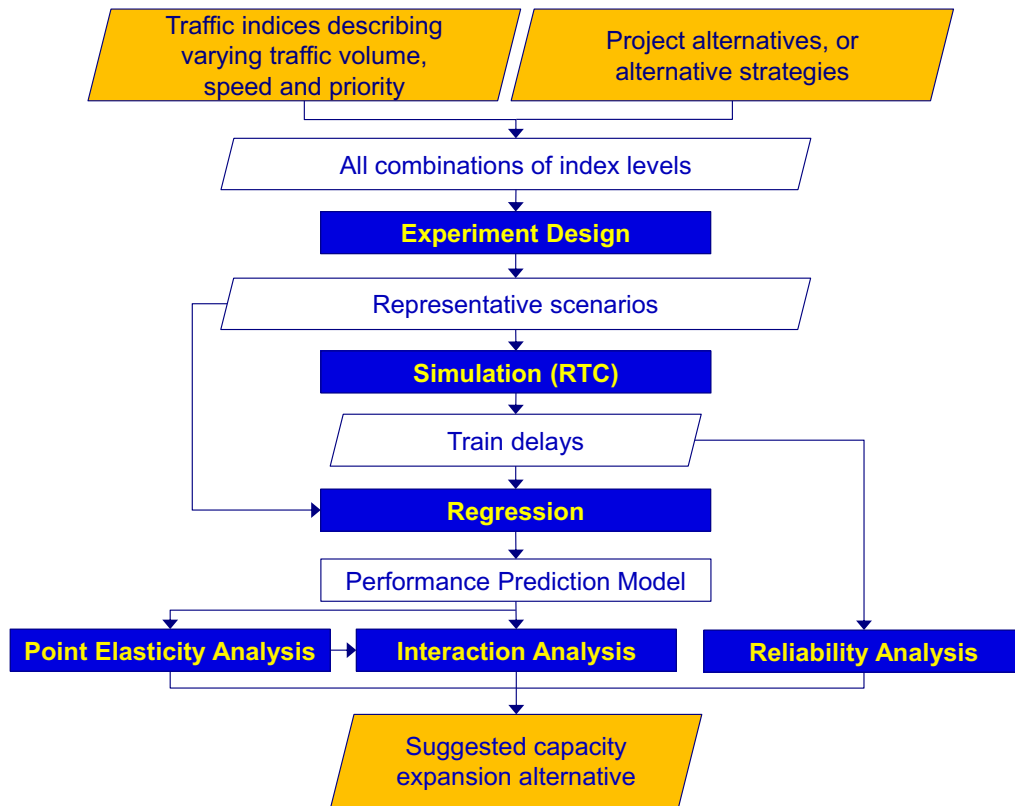 Traffic indices describing
varying traffic volume,
speed and priority
Project alternatives, or
alternative strategies
All combinations of index levels
Experiment Design
Representative scenarios
Simulation (RTC)
Train delays
Regression
Performance Prediction Model
Point Elasticity Analysis
Interaction Analysis
Reliability Analysis
Suggested capacity
expansion alternative